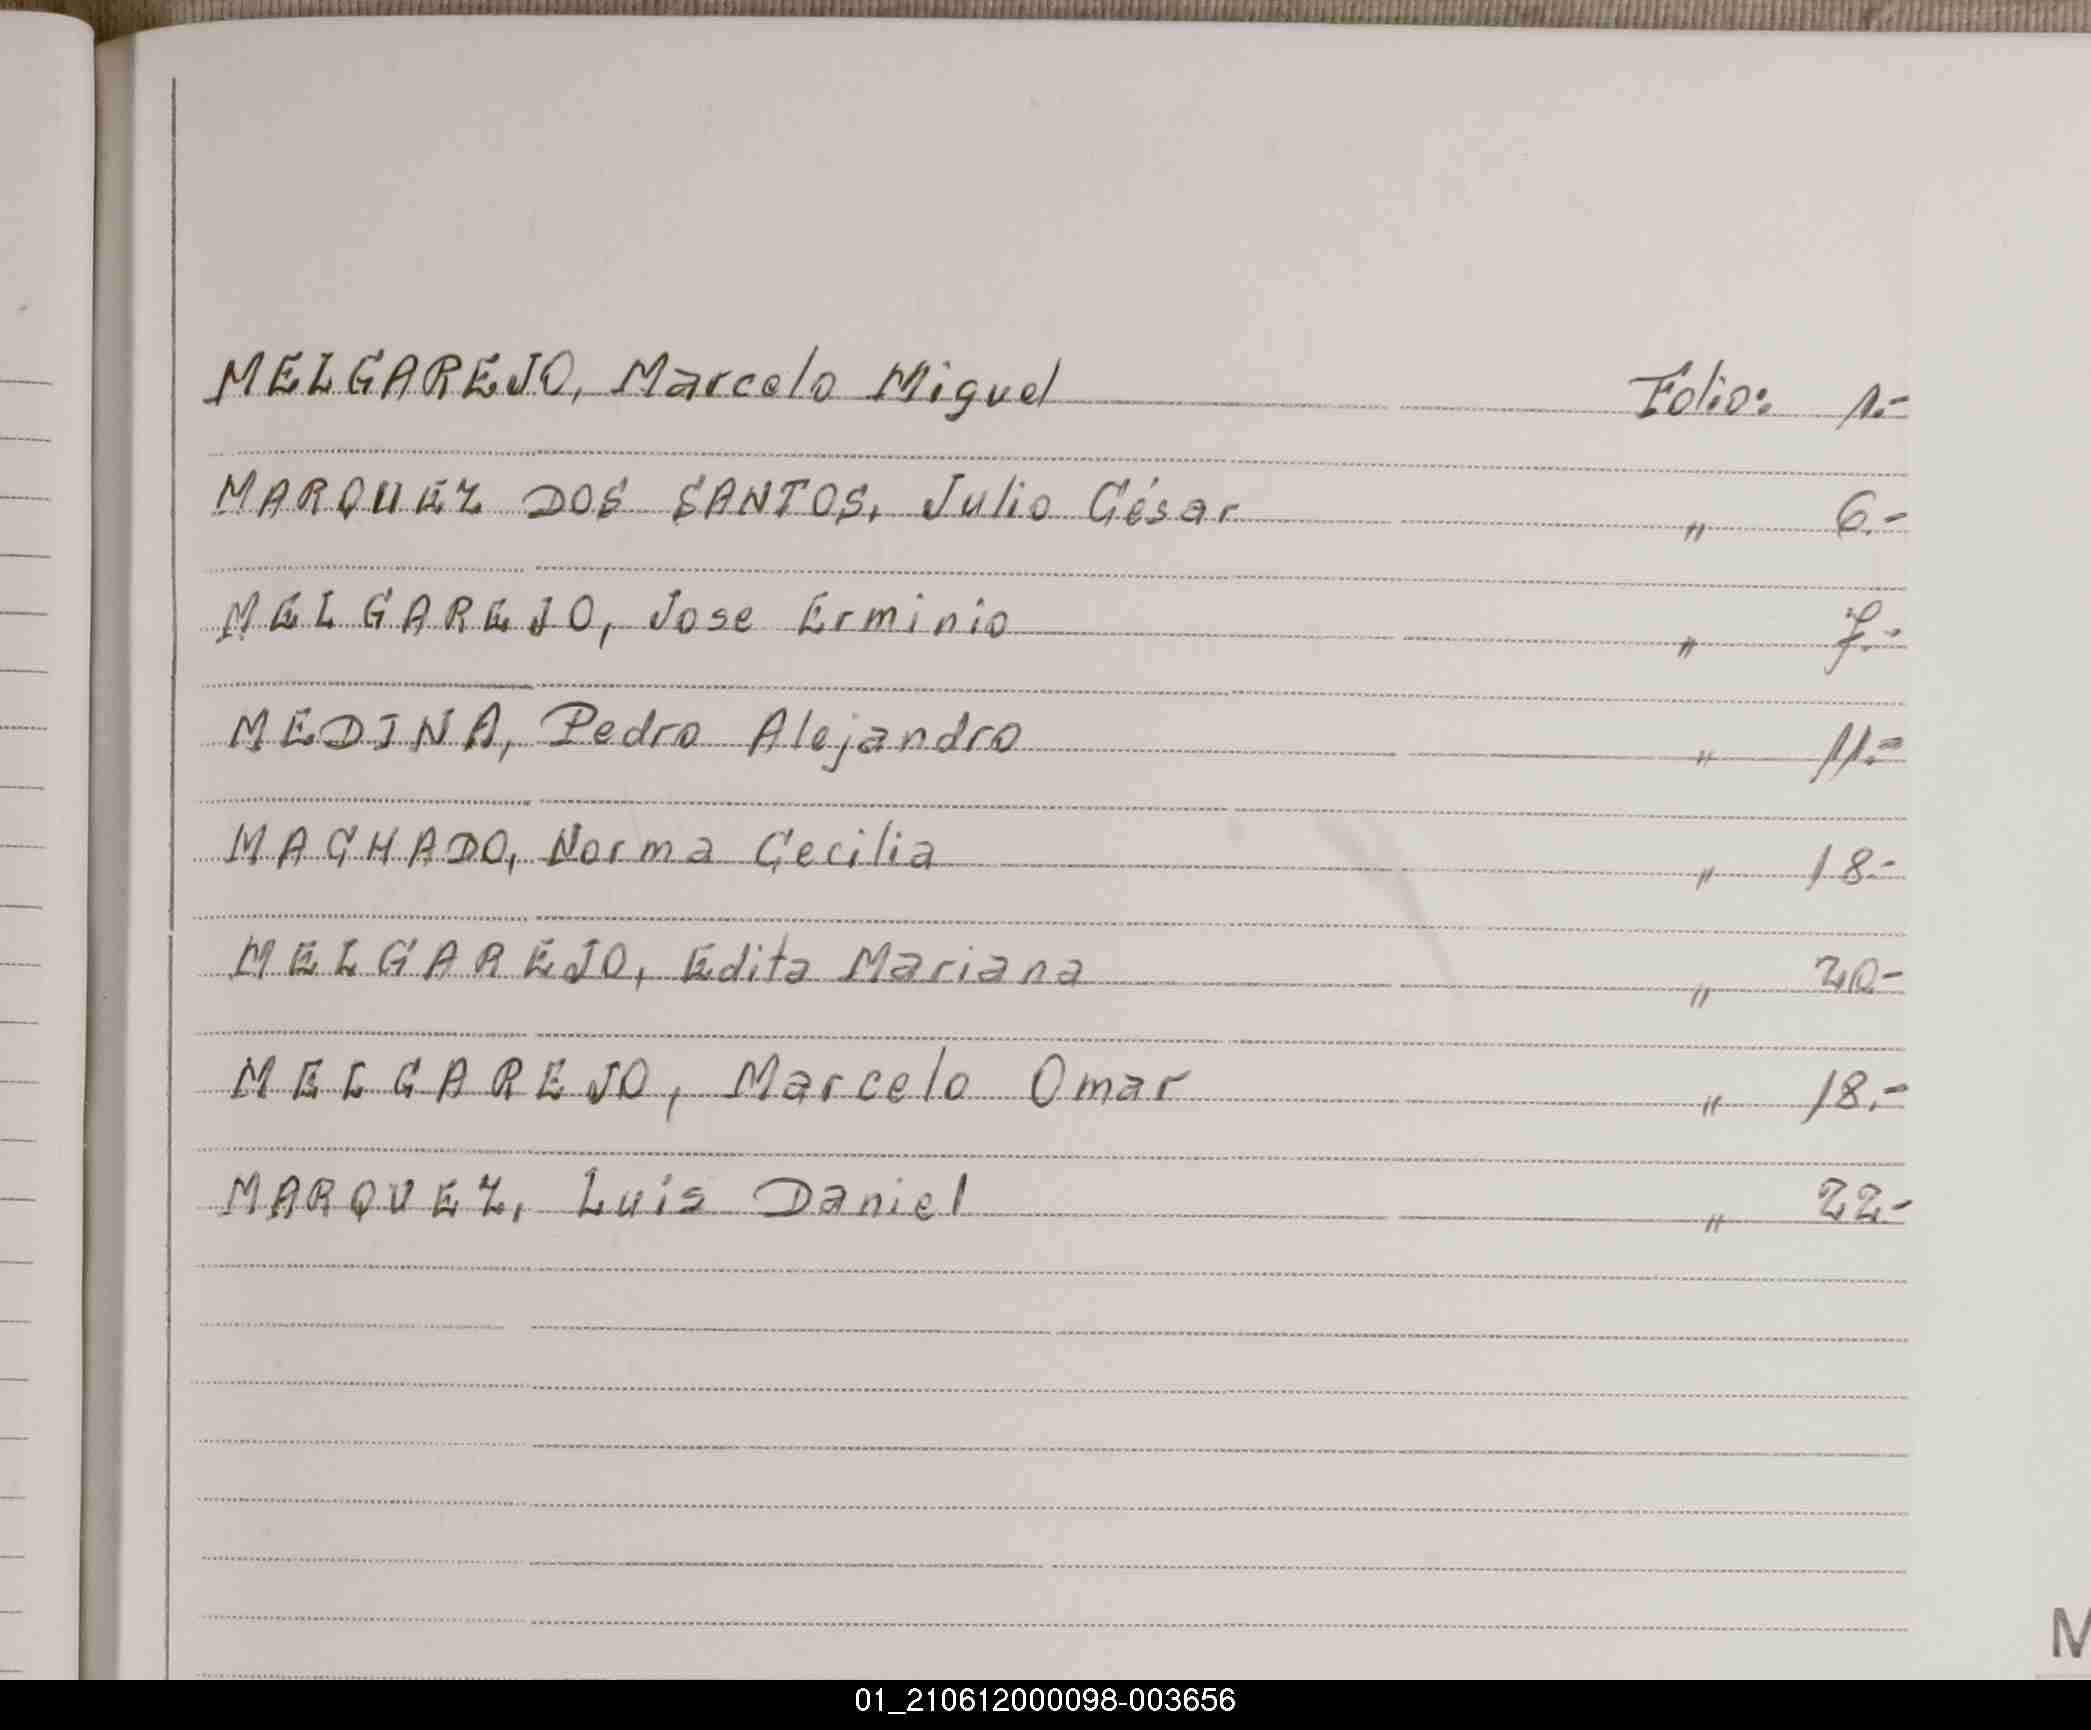 MELGAREJO, Marcelo Miguel Folio: 1.-
MARQUEZ DOS SANTOS, Julio César " 6.-
MELGAREJO, Jose Erminio " 7.-
MEDINA, Pedro Alejandro " 11.-
MACHADO, Norma Cecilia " 18.-
MELGAREJO, Edita Mariana " 20-
MELGAREJO, Marcelo Omar " 18.-
MARQUEZ, Luis Daniel " 22-
M
01_210612000098-003656